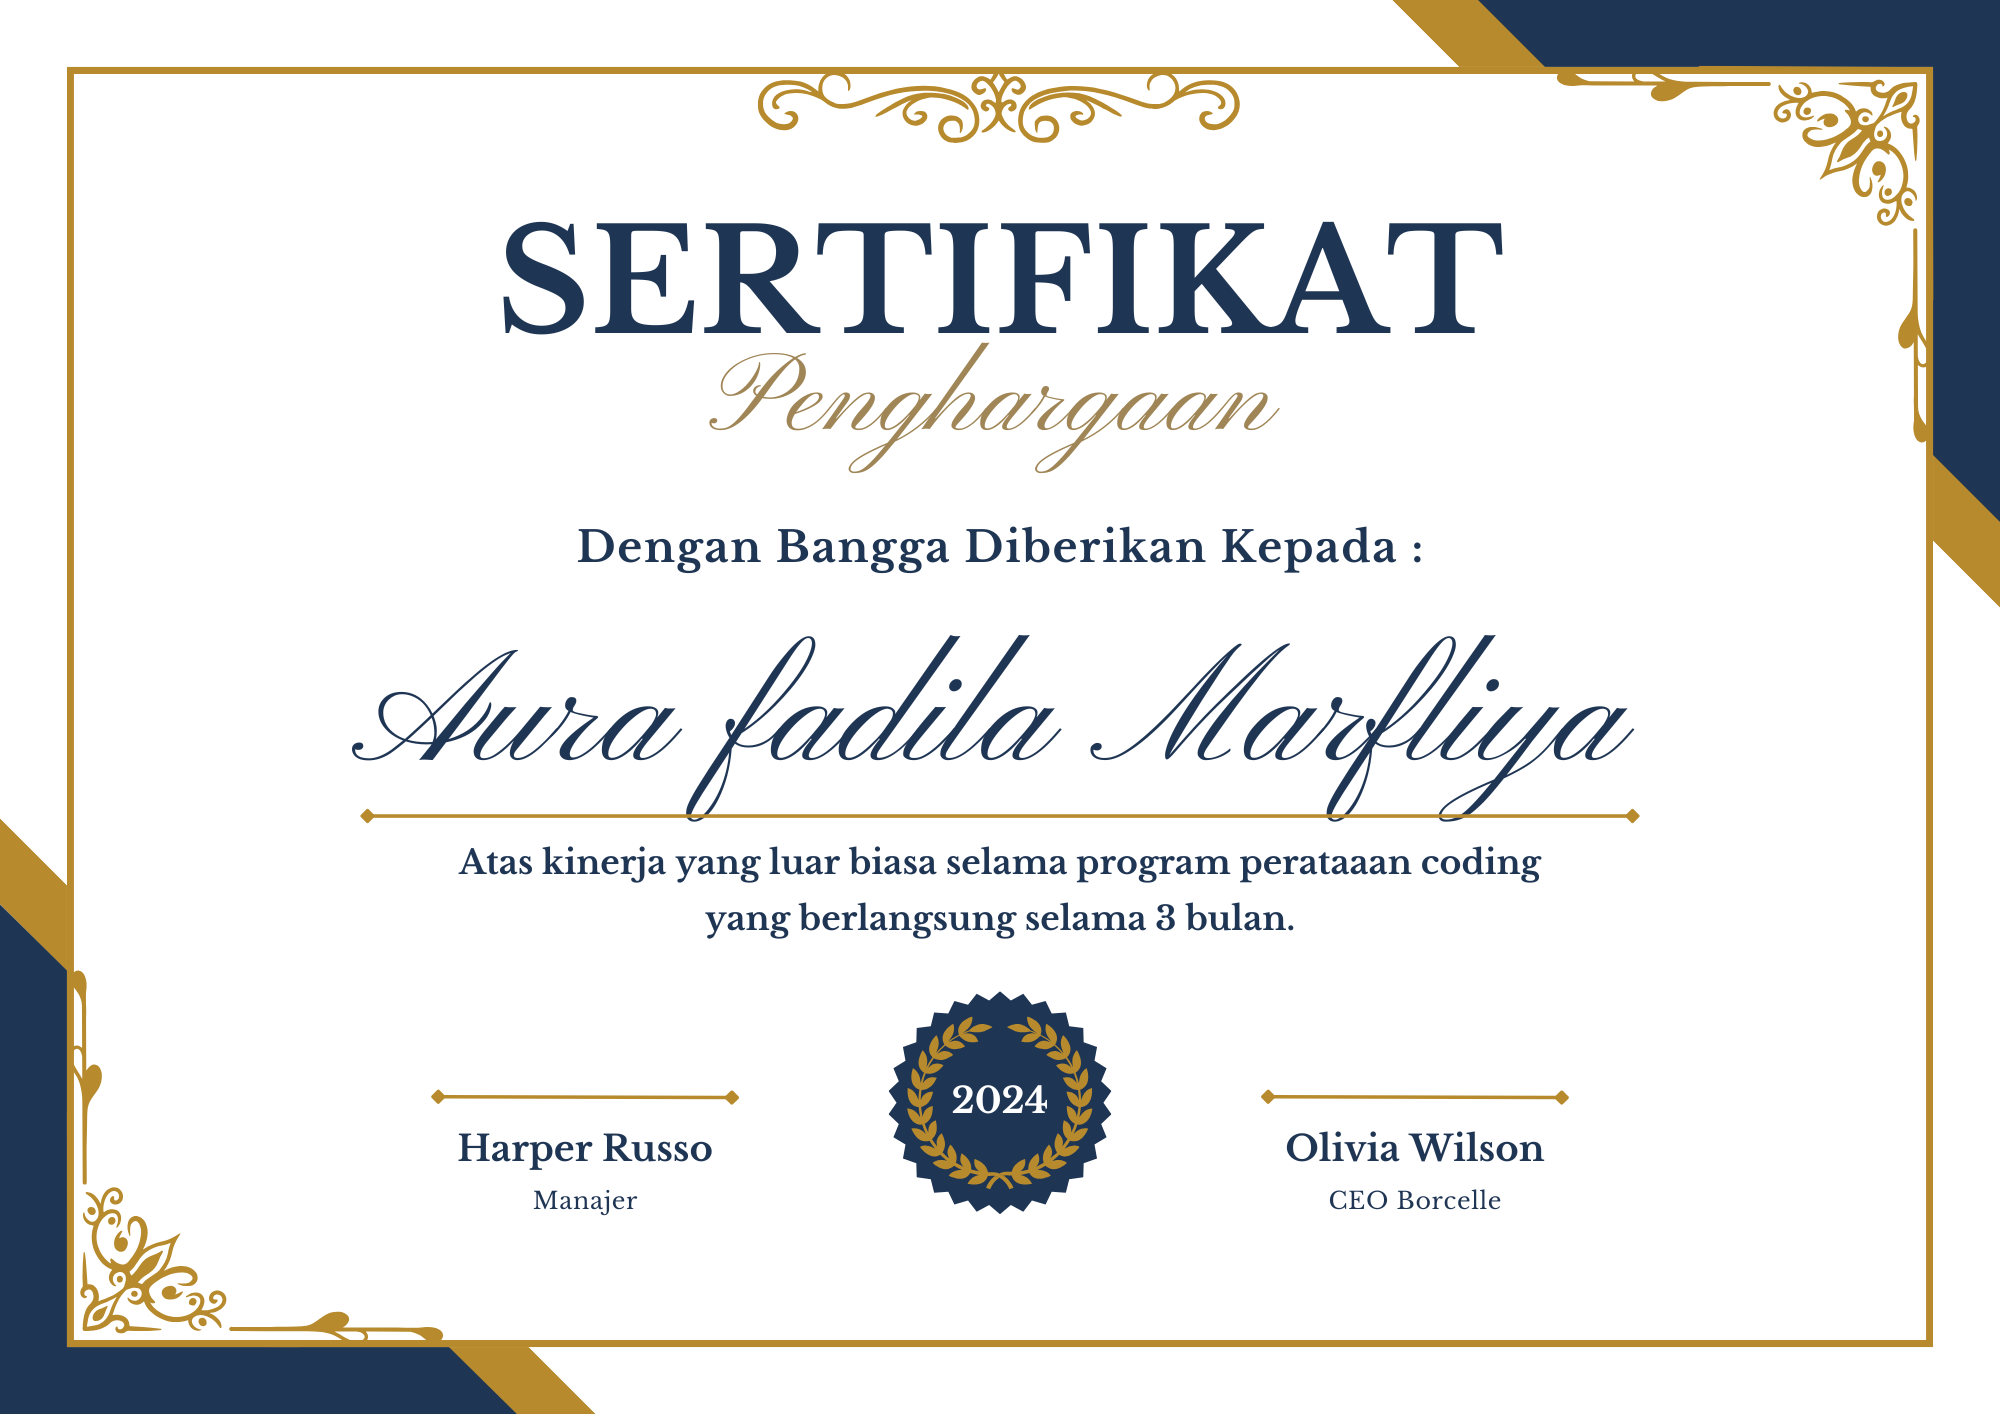 SERTIFIKAT
Penghargaan
Dengan Bangga Diberikan Kepada :
Aura fadila Marfliya
Atas kinerja yang luar biasa selama program perataaan coding
yang berlangsung selama 3 bulan.
2024
Harper Russo
Manajer
Olivia Wilson
CEO Borcelle